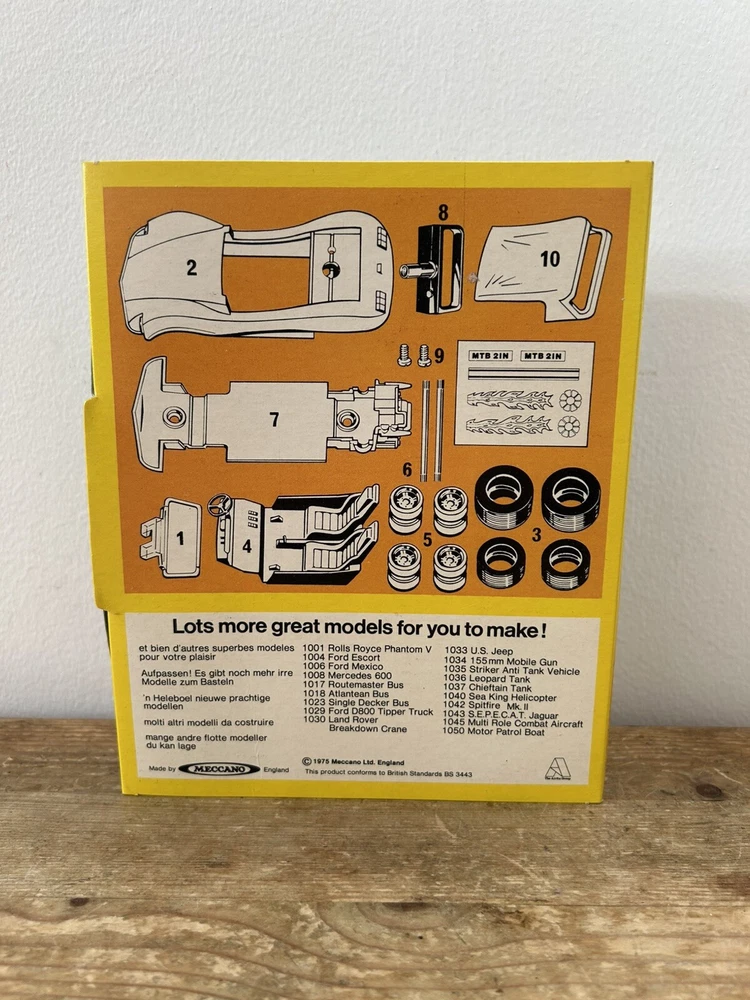 8
2
10
9
MTB 2IN MTB 2IN
7
6
1
4
5
3
Lots more great models for you to make!
et bien d'autres superbes modeles
pour votre plaisir
Aufpassen! Es gibt noch mehr irre
Modelle zum Basteln
'n Heleboel nieuwe prachtige
modellen
molti altri modelli da costruire
mange andre flotte modeller
du kan lage
1001 Rolls Royce Phantom V
1004 Ford Escort
1006 Ford Mexico
1008 Mercedes 600
1017 Routemaster Bus
1018 Atlantean Bus
1023 Single Decker Bus
1029 Ford D800 Tipper Truck
1030 Land Rover
Breakdown Crane
1033 U.S. Jeep
1034 155mm Mobile Gun
1035 Striker Anti Tank Vehicle
1036 Leopard Tank
1037 Chieftain Tank
1040 Sea King Helicopter
1042 Spitfire Mk. II
1043 S.E.P.E.C.A.T. Jaguar
1045 Multi Role Combat Aircraft
1050 Motor Patrol Boat
Made by MECCANO England
© 1975 Meccano Ltd. England
This product conforms to British Standards BS 3443